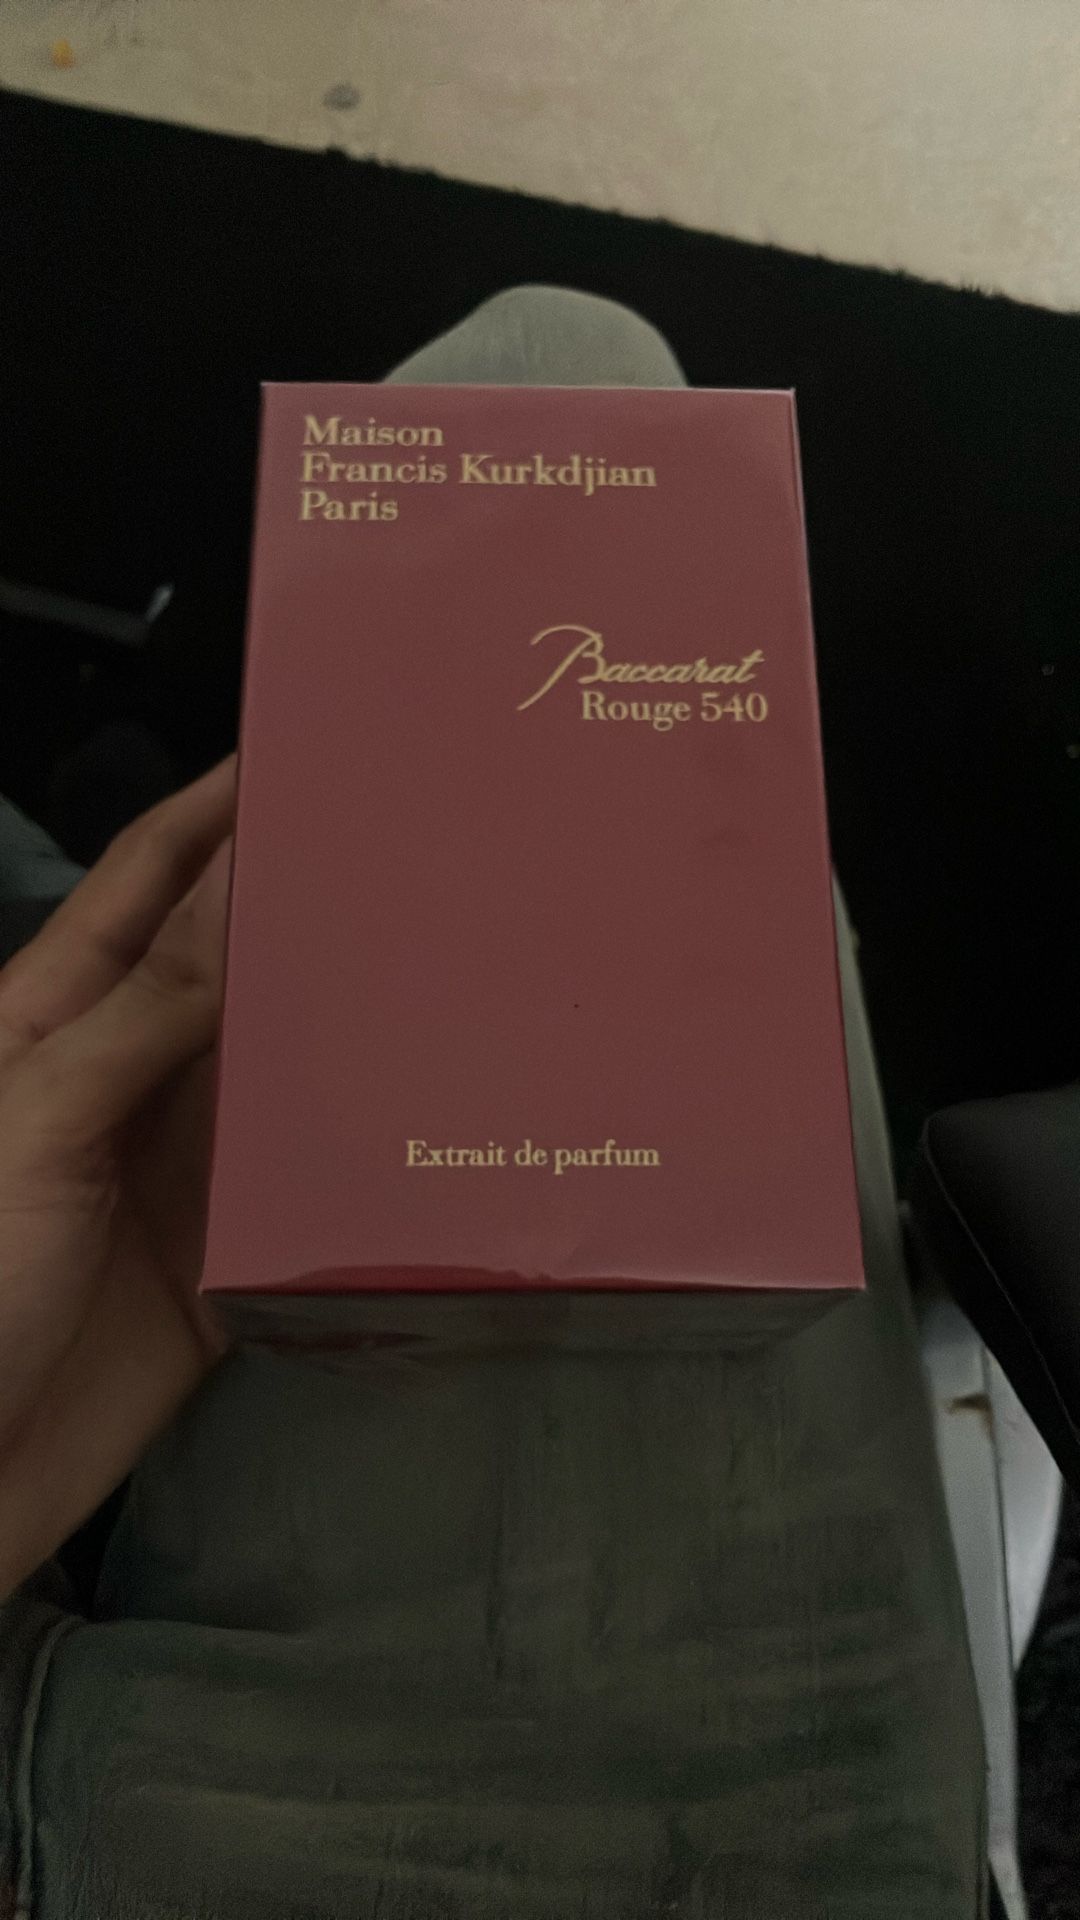 Maison
Francis Kurkdjian
Paris
Baccarat
Rouge 540
Extrait de parfum